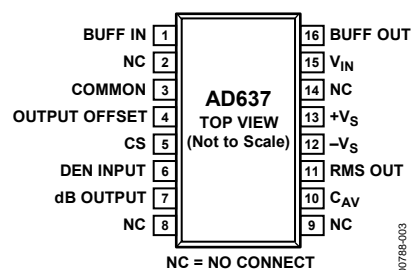 BUFF IN 1
NC 2
COMMON 3
OUTPUT OFFSET 4
CS 5
DEN INPUT 6
dB OUTPUT 7
NC 8
AD637
TOP VIEW
(Not to Scale)
16 BUFF OUT
15 VIN
14 NC
13 +VS
12 –VS
11 RMS OUT
10 CAV
9 NC
NC = NO CONNECT
00788-003